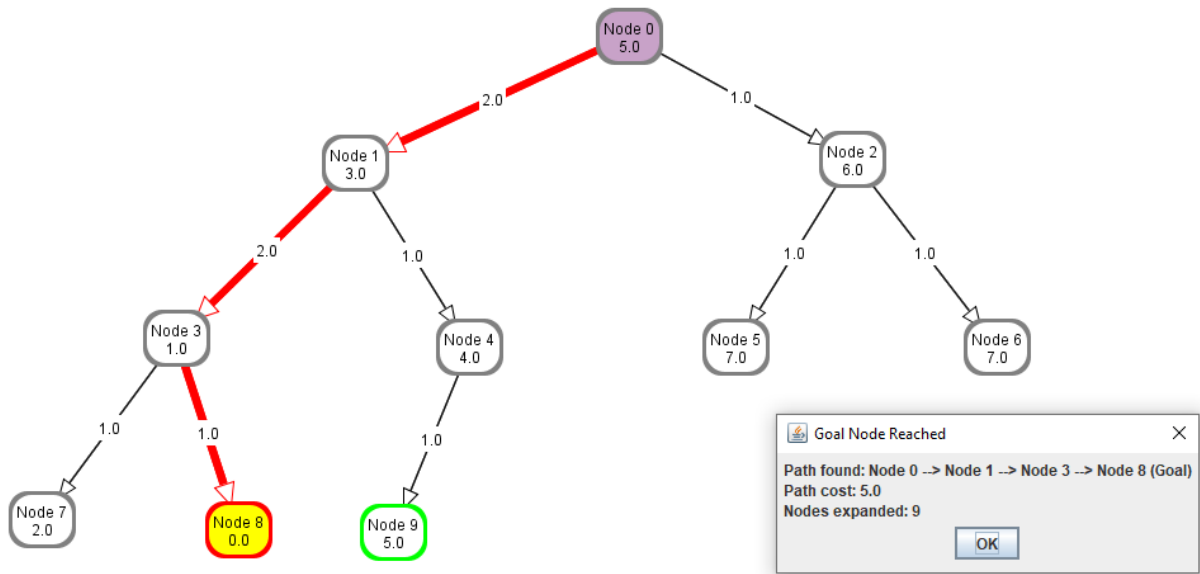 Node 0
5.0
2.0
1.0
Node 1
3.0
Node 2
6.0
2.0
1.0
1.0
1.0
Node 3
1.0
Node 4
4.0
Node 5
7.0
Node 6
7.0
1.0
1.0
1.0
Node 7
2.0
Node 8
0.0
Node 9
5.0
Goal Node Reached
Path found: Node 0 --> Node 1 --> Node 3 --> Node 8 (Goal)
Path cost: 5.0
Nodes expanded: 9
OK